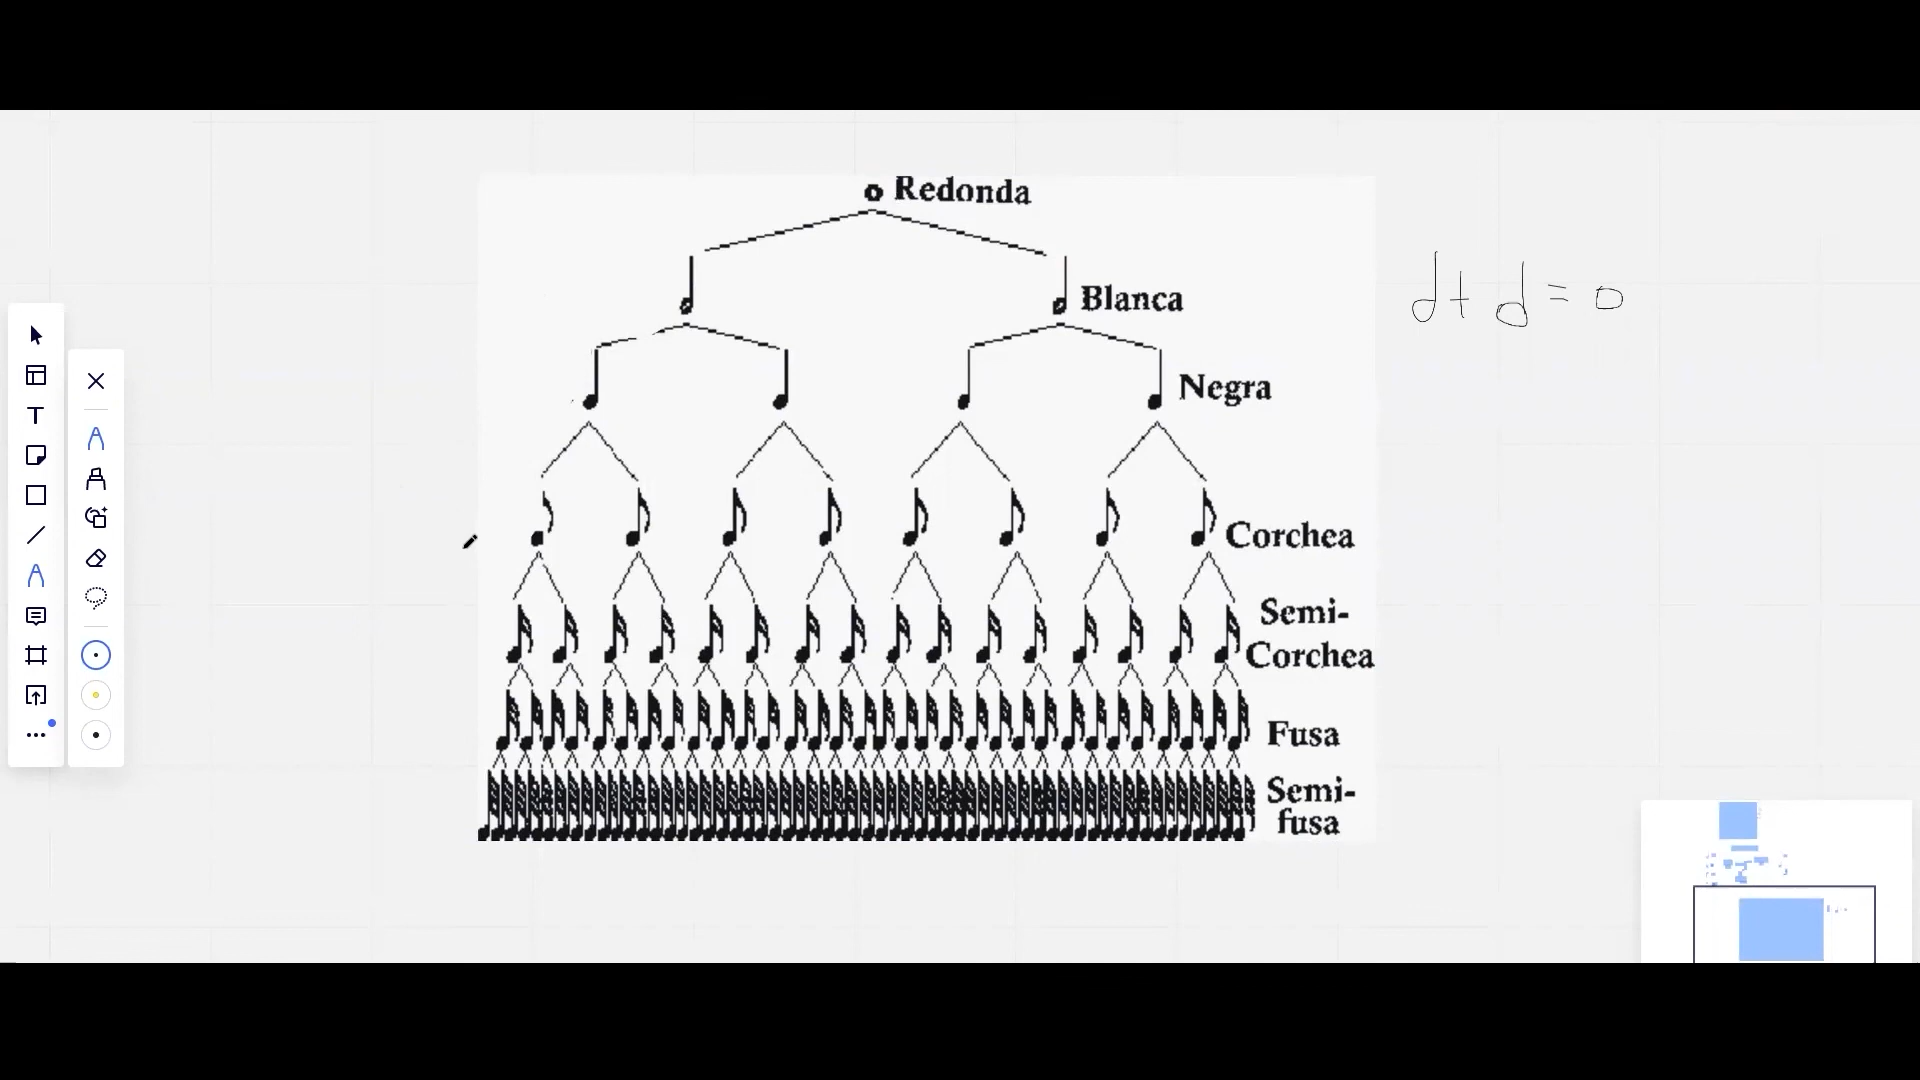 Redonda
Blanca
Negra
Corchea
Semi-
Corchea
Fusa
Semi-
fusa
d + d = o